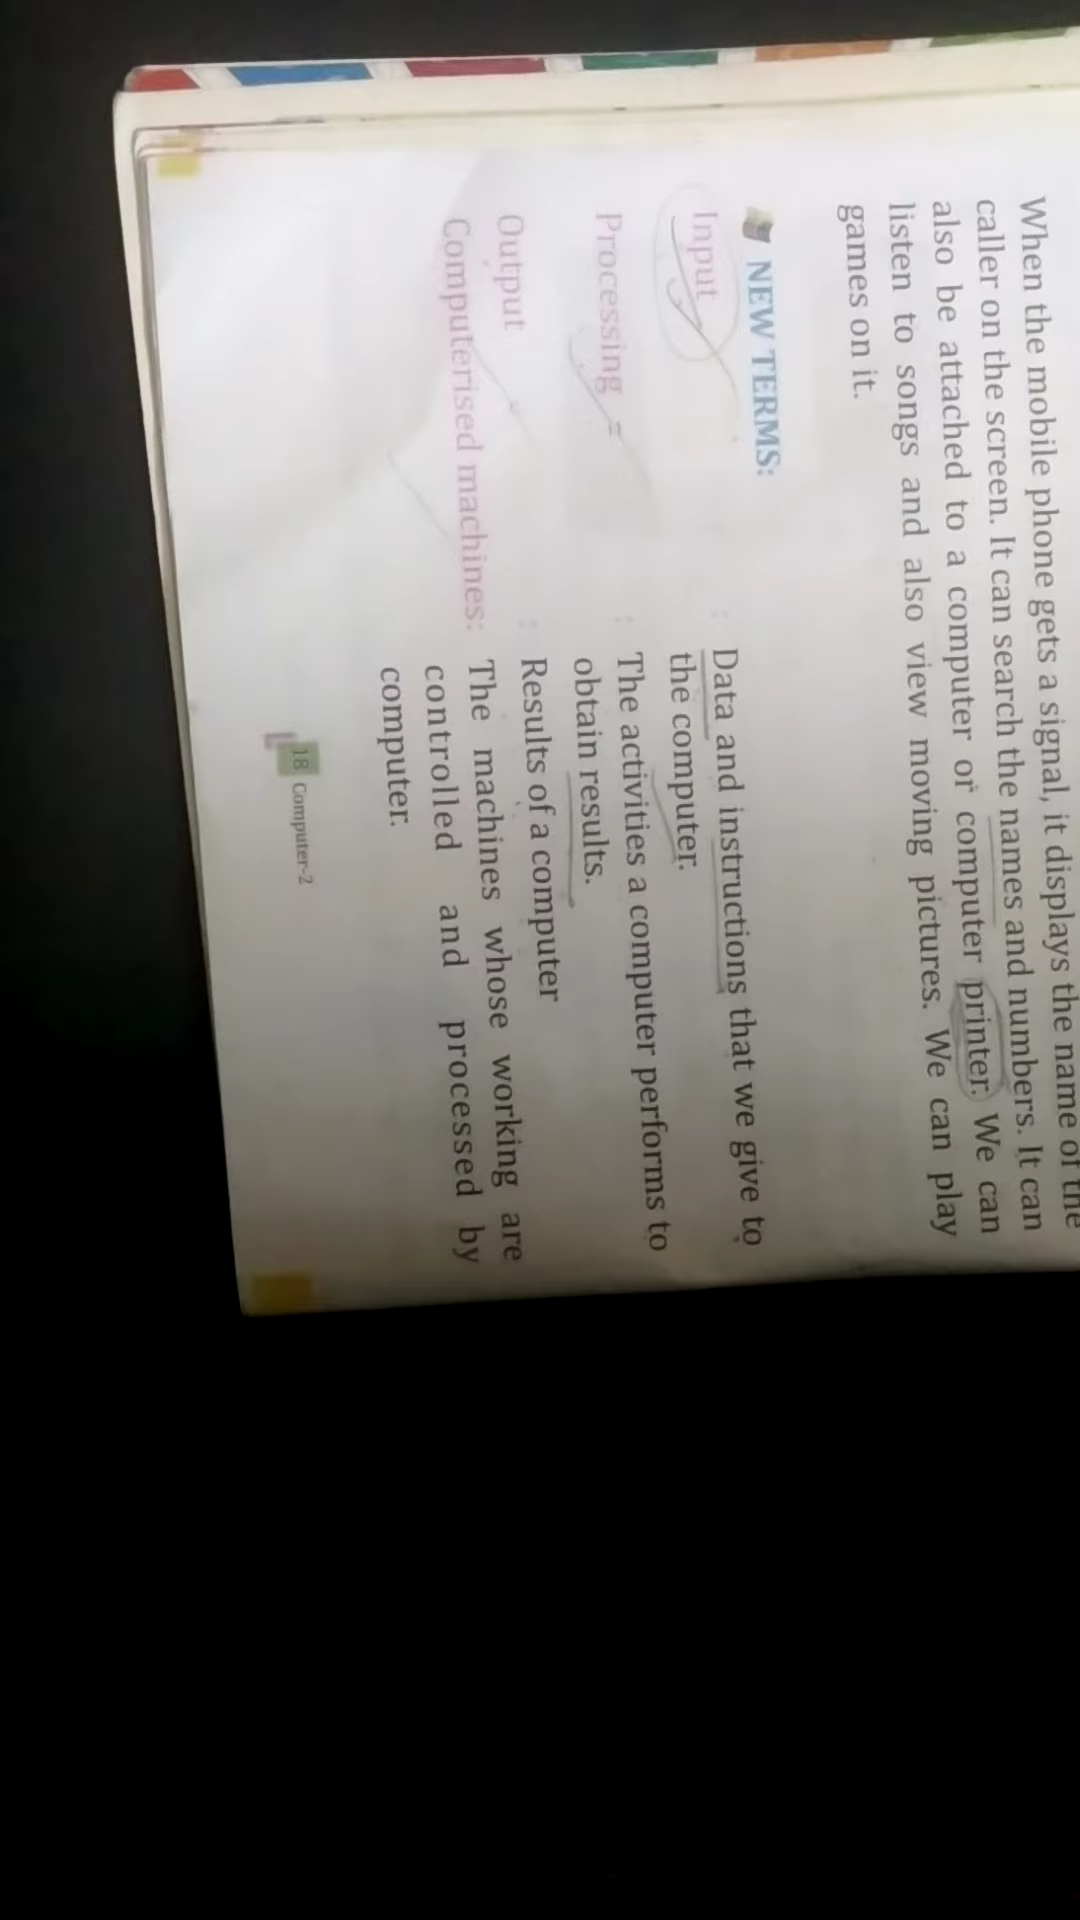 When the mobile phone gets a signal, it displays the name of the
caller on the screen. It can search the names and numbers. It can
also be attached to a computer or computer printer. We can
listen to songs and also view moving pictures. We can play
games on it.
NEW TERMS:
Input : Data and instructions that we give to
the computer.
Processing : The activities a computer performs to
obtain results.
Output : Results of a computer
Computerised machines: The machines whose working are
controlled and processed by
computer.
18 Computer-2